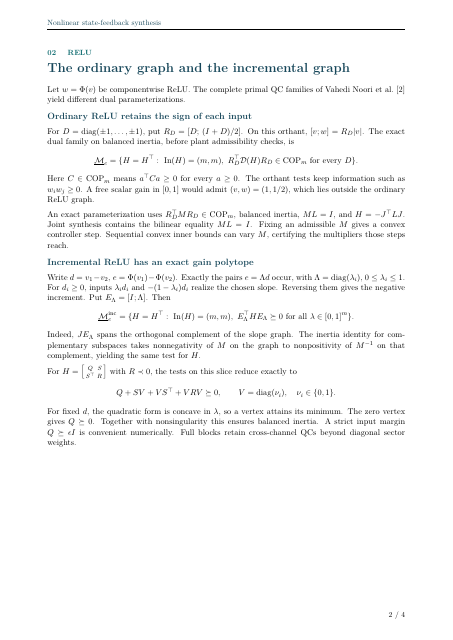 Nonlinear state-feedback synthesis
02 RELU
The ordinary graph and the incremental graph
Let w = Φ(v) be componentwise ReLU. The complete primal QC families of Vahedi Noori et al. [2]
yield different dual parameterizations.
Ordinary ReLU retains the sign of each input
For D = diag(±1, . . . , ±1), put R_D = [D; (I + D)/2]. On this orthant, [v; w] = R_D|v|. The exact
dual family on balanced inertia, before plant admissibility checks, is
M_r = {H = H^⊤ : In(H) = (m, m), R_D^⊤ D(H)R_D ∈ COP_m for every D}.
Here C ∈ COP_m means a^⊤Ca ≥ 0 for every a ≥ 0. The orthant tests keep information such as
w_i w_j ≥ 0. A free scalar gain in [0, 1] would admit (v, w) = (1, 1/2), which lies outside the ordinary
ReLU graph.
An exact parameterization uses R_D^⊤ M R_D ∈ COP_m, balanced inertia, ML = I, and H = −J^⊤LJ.
Joint synthesis contains the bilinear equality ML = I. Fixing an admissible M gives a convex
controller step. Sequential convex inner bounds can vary M, certifying the multipliers those steps
reach.
Incremental ReLU has an exact gain polytope
Write d = v₁−v₂, e = Φ(v₁)−Φ(v₂). Exactly the pairs e = Λd occur, with Λ = diag(λ_i), 0 ≤ λ_i ≤ 1.
For d_i ≥ 0, inputs λ_i d_i and −(1 − λ_i)d_i realize the chosen slope. Reversing them gives the negative
increment. Put E_Λ = [I; Λ]. Then
M_r^inc = {H = H^⊤ : In(H) = (m, m), E_Λ^⊤ H E_Λ ⪰ 0 for all λ ∈ [0, 1]^m}.
Indeed, JE_Λ spans the orthogonal complement of the slope graph. The inertia identity for com-
plementary subspaces takes nonnegativity of M on the graph to nonpositivity of M^{−1} on that
complement, yielding the same test for H.
For H = [Q S; S^⊤ R] with R ≺ 0, the tests on this slice reduce exactly to
Q + SV + VS^⊤ + VRV ⪰ 0, V = diag(ν_i), ν_i ∈ {0, 1}.
For fixed d, the quadratic form is concave in λ, so a vertex attains its minimum. The zero vertex
gives Q ⪰ 0. Together with nonsingularity this ensures balanced inertia. A strict input margin
Q ⪰ ϵI is convenient numerically. Full blocks retain cross-channel QCs beyond diagonal sector
weights.
2 / 4